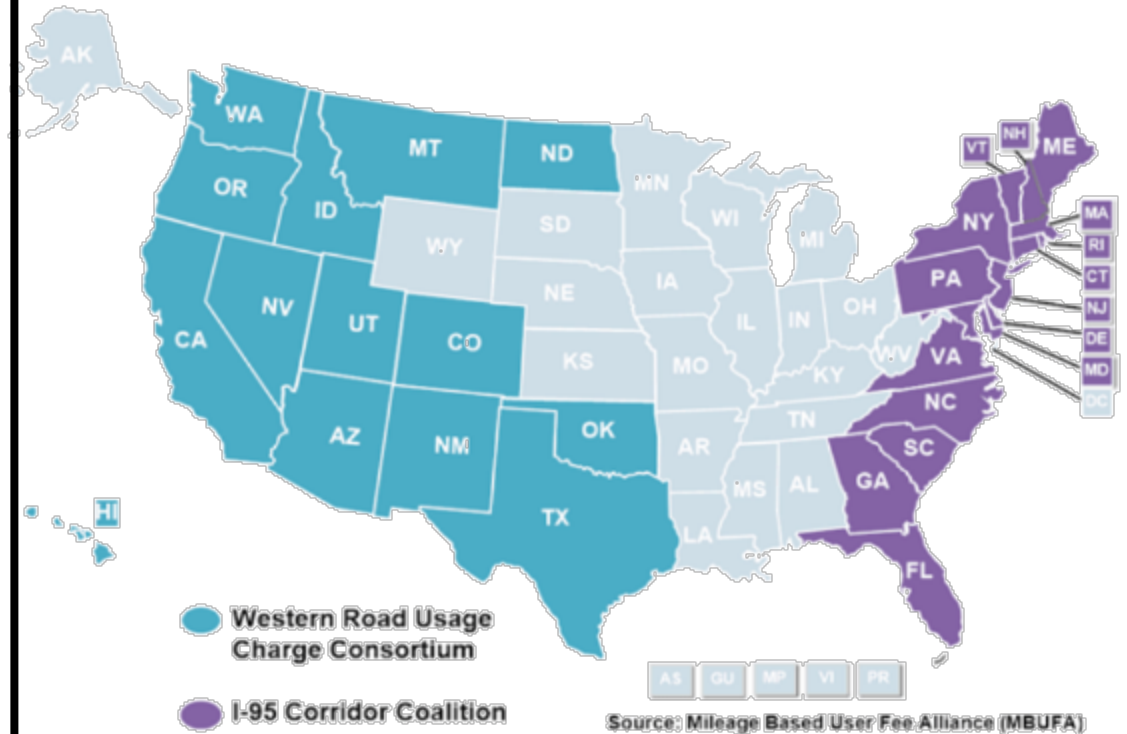 AK
WA
MT
ND
MN
OR
ID
WY
SD
WI
MI
NV
UT
CO
NE
IA
IL
IN
OH
PA
NY
VT
NH
ME
MA
RI
CT
NJ
DE
MD
DC
CA
AZ
NM
KS
OK
TX
MO
AR
LA
KY
WV
VA
TN
NC
MS
AL
GA
SC
FL
HI
Western Road Usage
Charge Consortium
I-95 Corridor Coalition
AS GU MP VI PR
Source: Mileage Based User Fee Alliance (MBUFA)